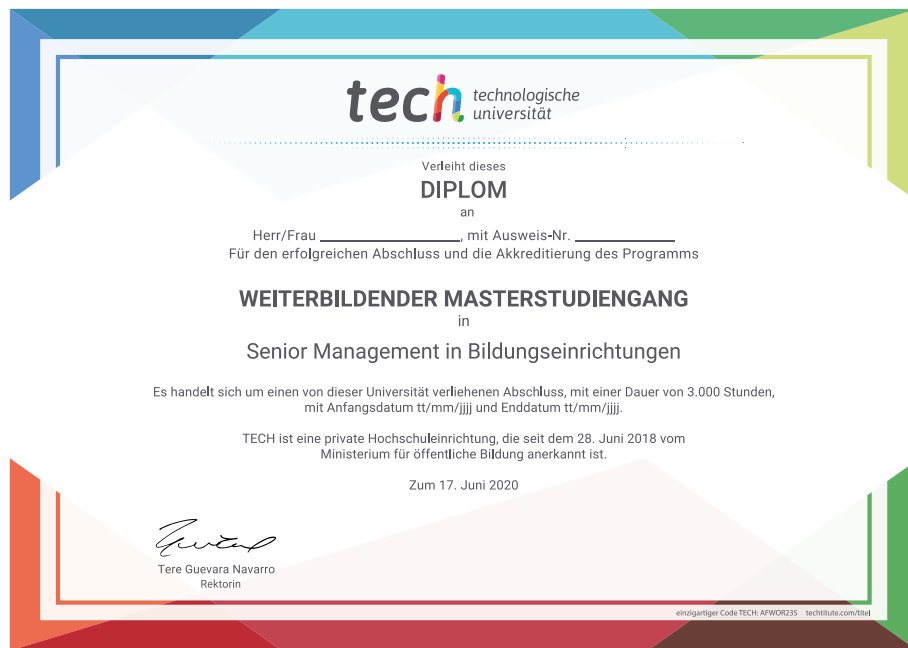 tech technologische
universität
Verleiht dieses
DIPLOM
an
Herr/Frau ____________________, mit Ausweis-Nr. ______________
Für den erfolgreichen Abschluss und die Akkreditierung des Programms
WEITERBILDENDER MASTERSTUDIENGANG
in
Senior Management in Bildungseinrichtungen
Es handelt sich um einen von dieser Universität verliehenen Abschluss, mit einer Dauer von 3.000 Stunden,
mit Anfangsdatum tt/mm/jjjj und Enddatum tt/mm/jjjj.
TECH ist eine private Hochschuleinrichtung, die seit dem 28. Juni 2018 vom
Ministerium für öffentliche Bildung anerkannt ist.
Zum 17. Juni 2020
Tere Guevara Navarro
Rektorin
einzigartiger Code TECH: AFWOR23S techtitute.com/titel